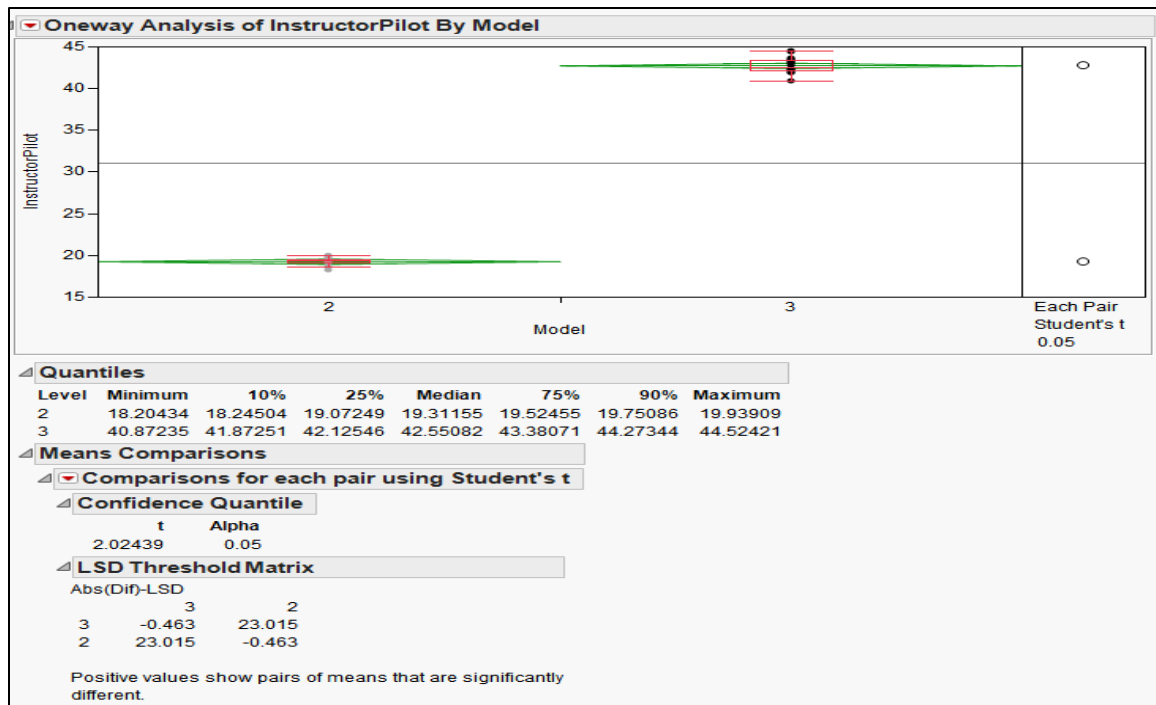 Oneway Analysis of InstructorPilot By Model
45
40
35
30
25
20
15
InstructorPilot
2
3
Model
Each Pair
Student's t
0.05
Quantiles
Level Minimum 10% 25% Median 75% 90% Maximum
2 18.20434 18.24504 19.07249 19.31155 19.52455 19.75086 19.93909
3 40.87235 41.87251 42.12546 42.55082 43.38071 44.27344 44.52421
Means Comparisons
Comparisons for each pair using Student's t
Confidence Quantile
t Alpha
2.02439 0.05
LSD Threshold Matrix
Abs(Dif)-LSD
3 2
3 -0.463 23.015
2 23.015 -0.463
Positive values show pairs of means that are significantly
different.